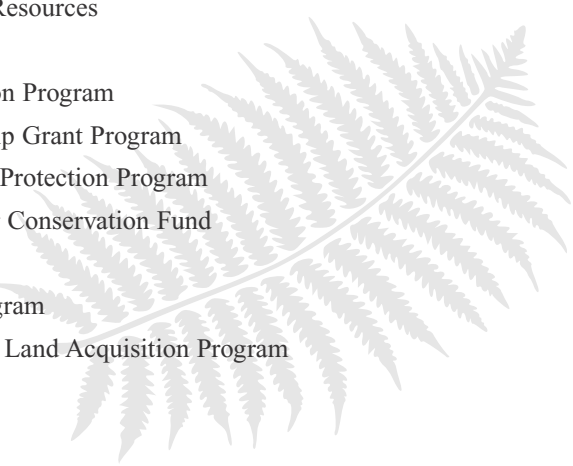 Resources
on Program
p Grant Program
Protection Program
Conservation Fund
gram
Land Acquisition Program